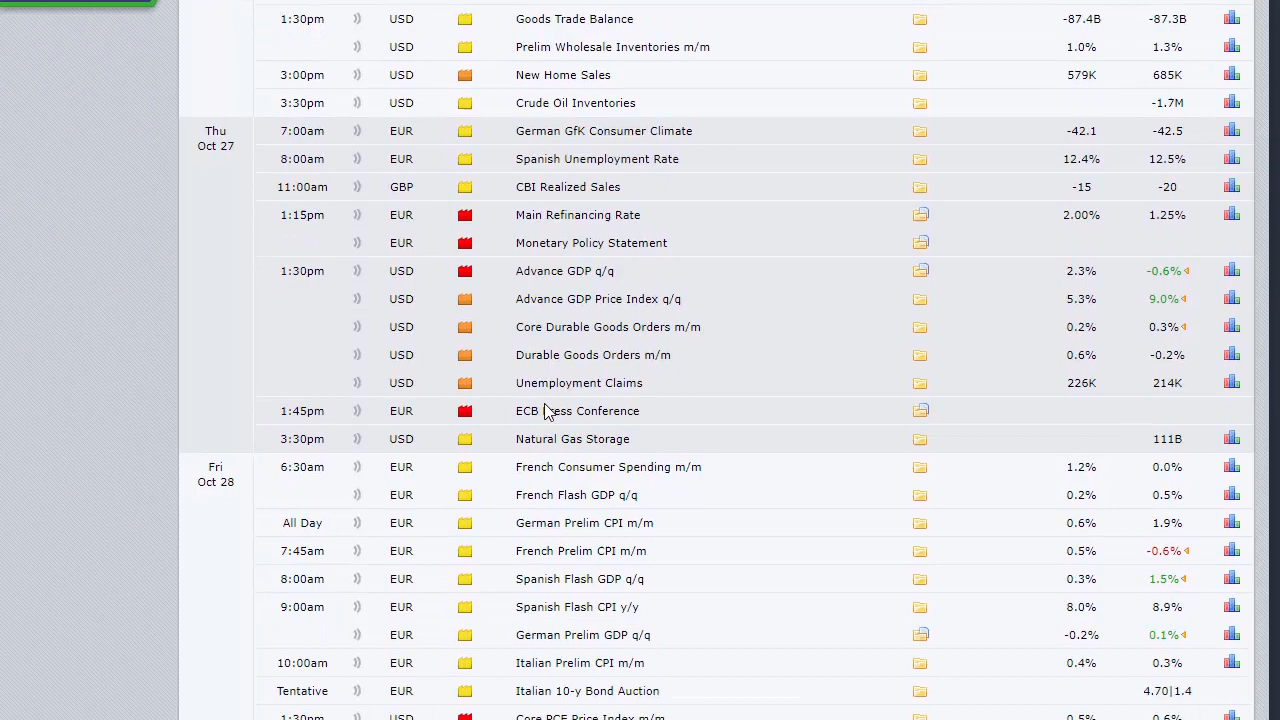 1:30pm USD Goods Trade Balance -87.4B -87.3B
USD Prelim Wholesale Inventories m/m 1.0% 1.3%
3:00pm USD New Home Sales 579K 685K
3:30pm USD Crude Oil Inventories -1.7M
Thu Oct 27 7:00am EUR German GfK Consumer Climate -42.1 -42.5
8:00am EUR Spanish Unemployment Rate 12.4% 12.5%
11:00am GBP CBI Realized Sales -15 -20
1:15pm EUR Main Refinancing Rate 2.00% 1.25%
EUR Monetary Policy Statement
1:30pm USD Advance GDP q/q 2.3% -0.6%
USD Advance GDP Price Index q/q 5.3% 9.0%
USD Core Durable Goods Orders m/m 0.2% 0.3%
USD Durable Goods Orders m/m 0.6% -0.2%
USD Unemployment Claims 226K 214K
1:45pm EUR ECB Press Conference
3:30pm USD Natural Gas Storage 111B
Fri Oct 28 6:30am EUR French Consumer Spending m/m 1.2% 0.0%
EUR French Flash GDP q/q 0.2% 0.5%
All Day EUR German Prelim CPI m/m 0.6% 1.9%
7:45am EUR French Prelim CPI m/m 0.5% -0.6%
8:00am EUR Spanish Flash GDP q/q 0.3% 1.5%
9:00am EUR Spanish Flash CPI y/y 8.0% 8.9%
EUR German Prelim GDP q/q -0.2% 0.1%
10:00am EUR Italian Prelim CPI m/m 0.4% 0.3%
Tentative EUR Italian 10-y Bond Auction 4.70|1.4
1:30pm USD Core PCE Price Index m/m 0.5% 0.6%